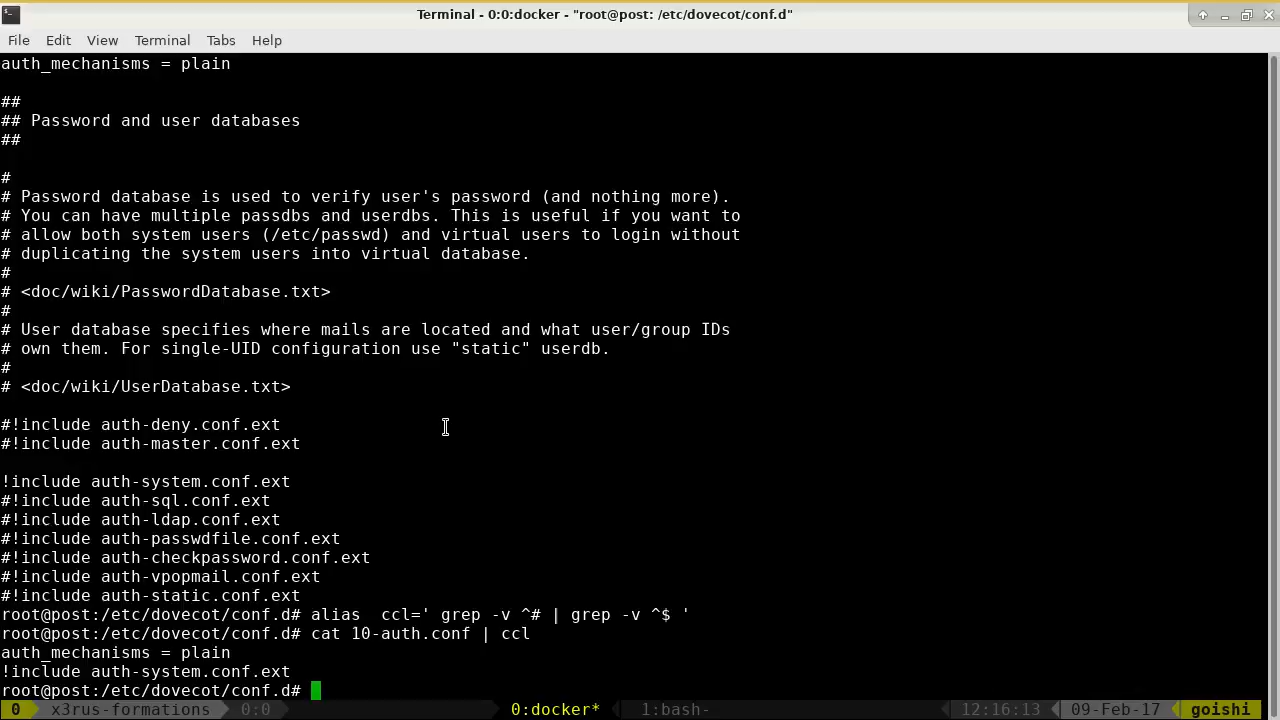 Terminal - 0:0:docker - "root@post: /etc/dovecot/conf.d"
File Edit View Terminal Tabs Help
auth_mechanisms = plain
##
## Password and user databases
##
#
# Password database is used to verify user's password (and nothing more).
# You can have multiple passdbs and userdbs. This is useful if you want to
# allow both system users (/etc/passwd) and virtual users to login without
# duplicating the system users into virtual database.
#
# <doc/wiki/PasswordDatabase.txt>
#
# User database specifies where mails are located and what user/group IDs
# own them. For single-UID configuration use "static" userdb.
#
# <doc/wiki/UserDatabase.txt>
#!include auth-deny.conf.ext
#!include auth-master.conf.ext
!include auth-system.conf.ext
#!include auth-sql.conf.ext
#!include auth-ldap.conf.ext
#!include auth-passwdfile.conf.ext
#!include auth-checkpassword.conf.ext
#!include auth-vpopmail.conf.ext
#!include auth-static.conf.ext
root@post:/etc/dovecot/conf.d# alias  ccl=' grep -v ^# | grep -v ^$ '
root@post:/etc/dovecot/conf.d# cat 10-auth.conf | ccl
auth_mechanisms = plain
!include auth-system.conf.ext
root@post:/etc/dovecot/conf.d#
0 x3rus-formations 0:0 0:docker* 1:bash- 12:16:13 09-Feb-17 goishi